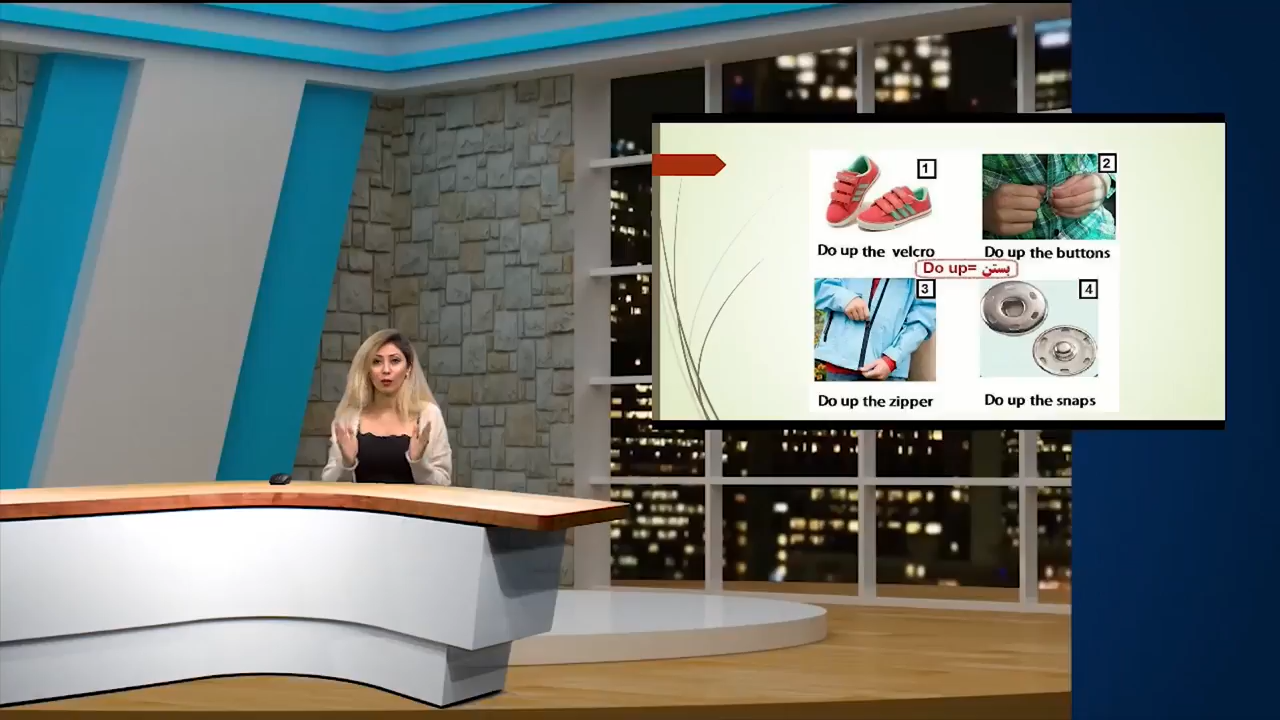 1
2
Do up the velcro
Do up the buttons
Do up= بستن
3
4
Do up the zipper
Do up the snaps